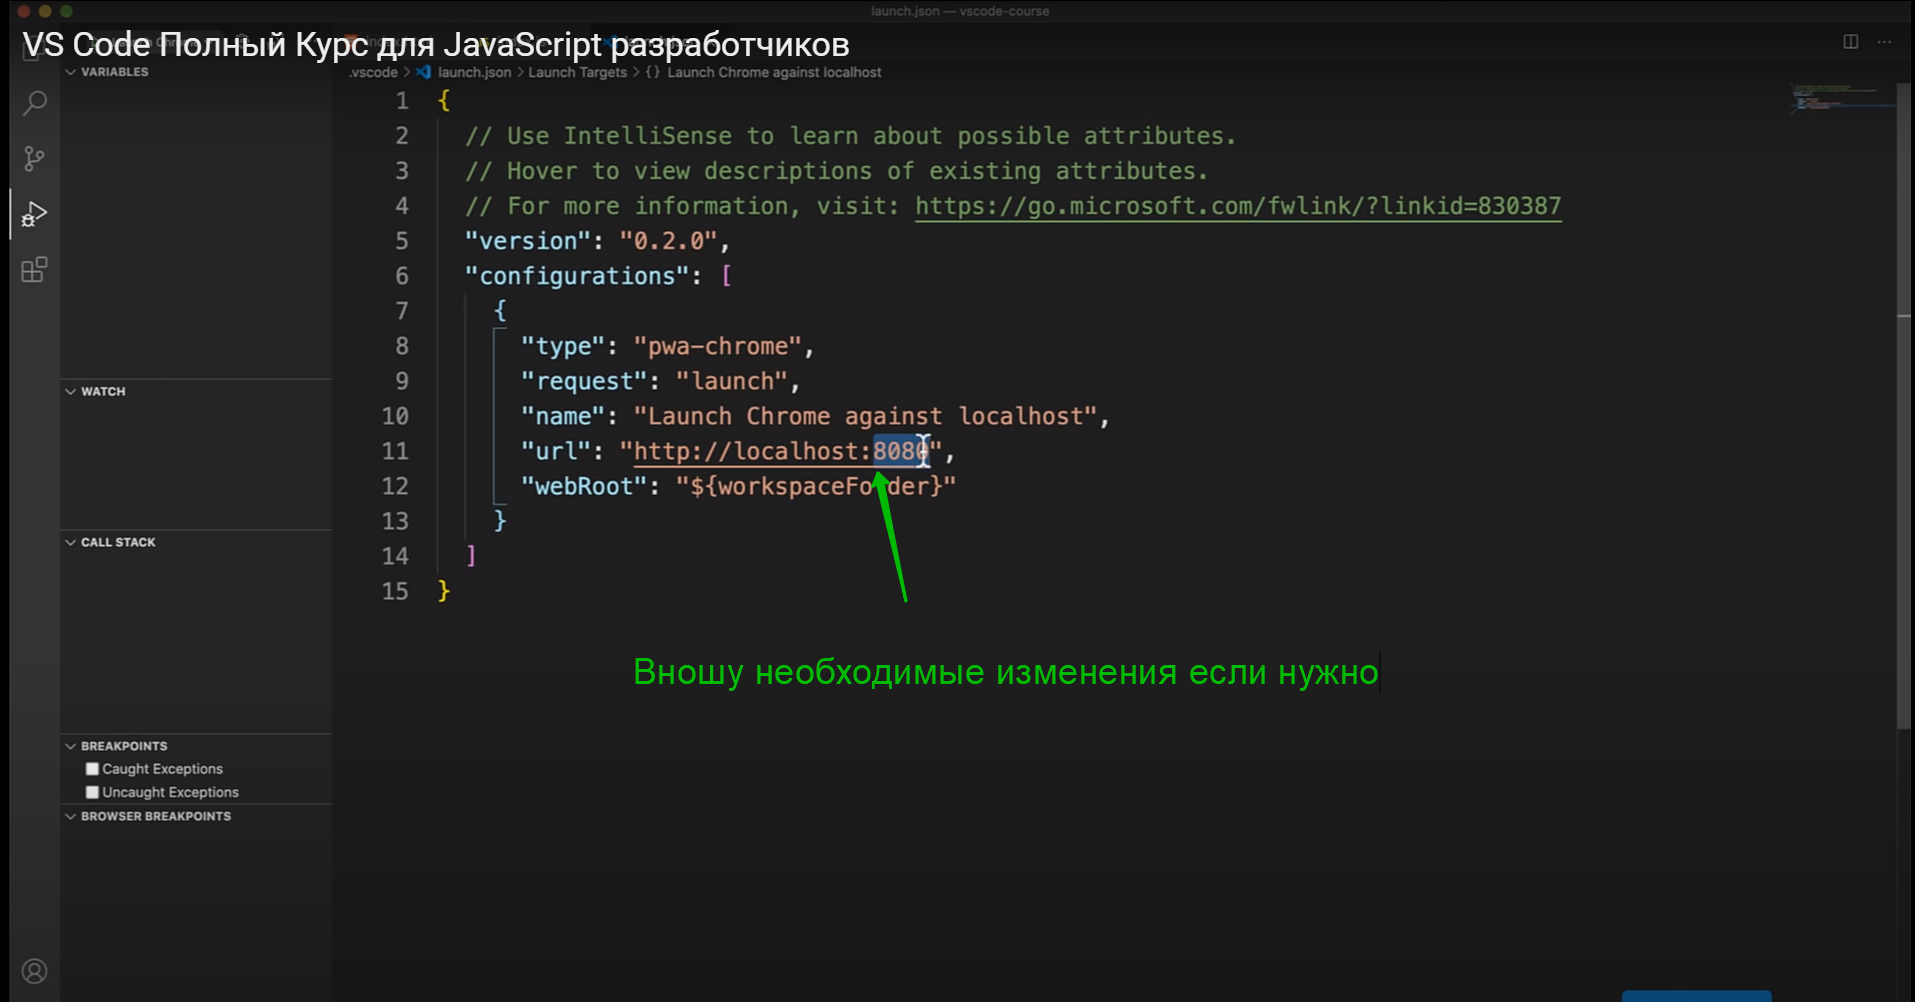 launch.json — vscode-course
VS Code Полный Курс для JavaScript разработчиков
VARIABLES
.vscode > launch.json > Launch Targets > {} Launch Chrome against localhost
1 {
2 // Use IntelliSense to learn about possible attributes.
3 // Hover to view descriptions of existing attributes.
4 // For more information, visit: https://go.microsoft.com/fwlink/?linkid=830387
5 "version": "0.2.0",
6 "configurations": [
7 {
8 "type": "pwa-chrome",
9 "request": "launch",
10 "name": "Launch Chrome against localhost",
11 "url": "http://localhost:8080",
12 "webRoot": "${workspaceFolder}"
13 }
14 ]
15 }
WATCH
CALL STACK
Вношу необходимые изменения если нужно
BREAKPOINTS
Caught Exceptions
Uncaught Exceptions
BROWSER BREAKPOINTS